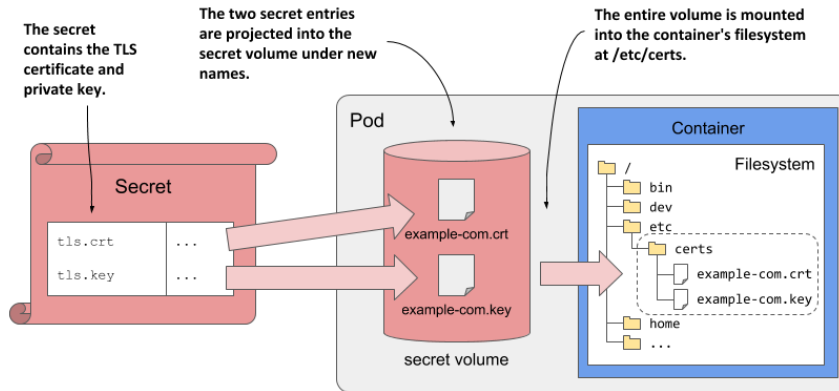 The secret
contains the TLS
certificate and
private key.
The two secret entries
are projected into the
secret volume under new
names.
The entire volume is mounted
into the container's filesystem
at /etc/certs.
Secret
tls.crt ...
tls.key ...
Pod
example-com.crt
example-com.key
secret volume
Container
Filesystem
/
bin
dev
etc
certs
example-com.crt
example-com.key
home
...